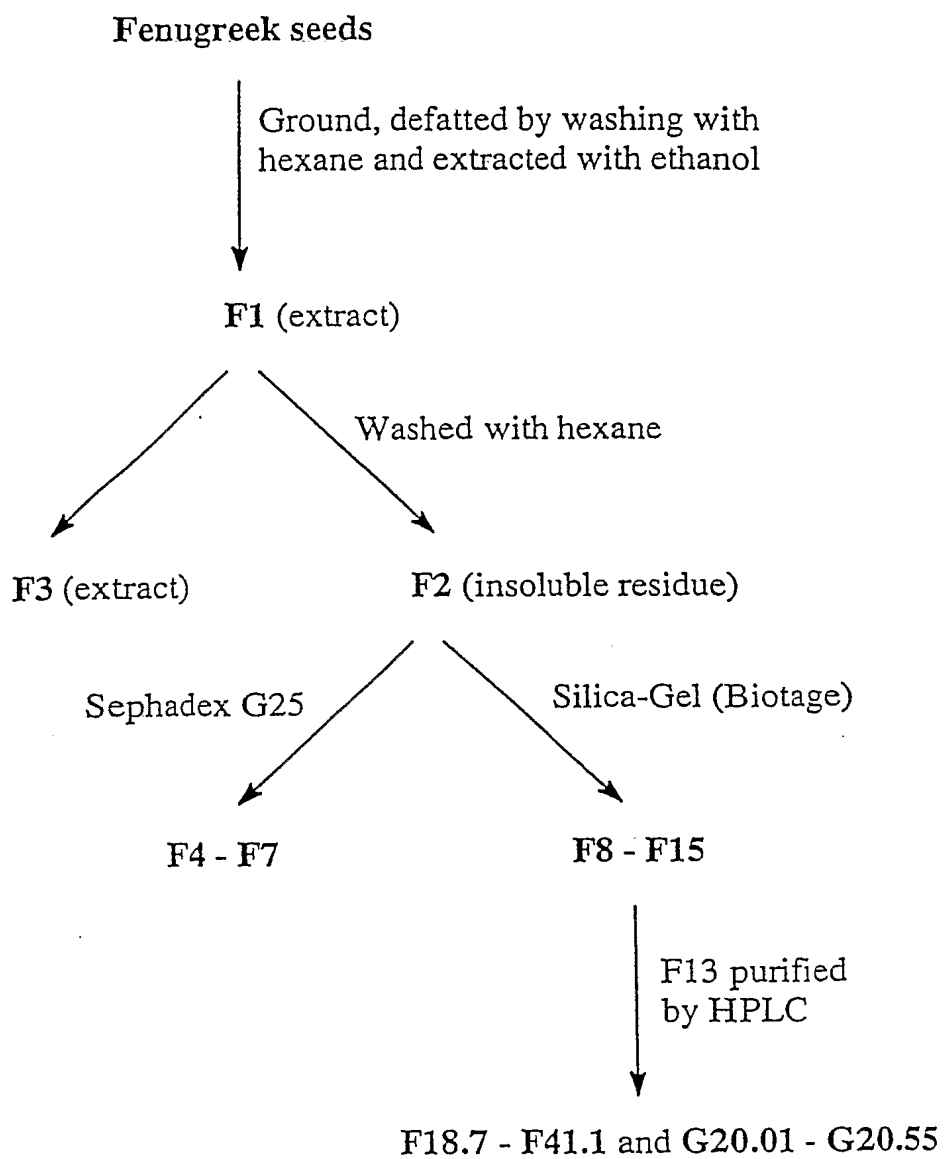 Fenugreek seeds
Ground, defatted by washing with
hexane and extracted with ethanol
F1 (extract)
Washed with hexane
F3 (extract)
F2 (insoluble residue)
Sephadex G25
Silica-Gel (Biotage)
F4 - F7
F8 - F15
F13 purified
by HPLC
F18.7 - F41.1 and G20.01 - G20.55